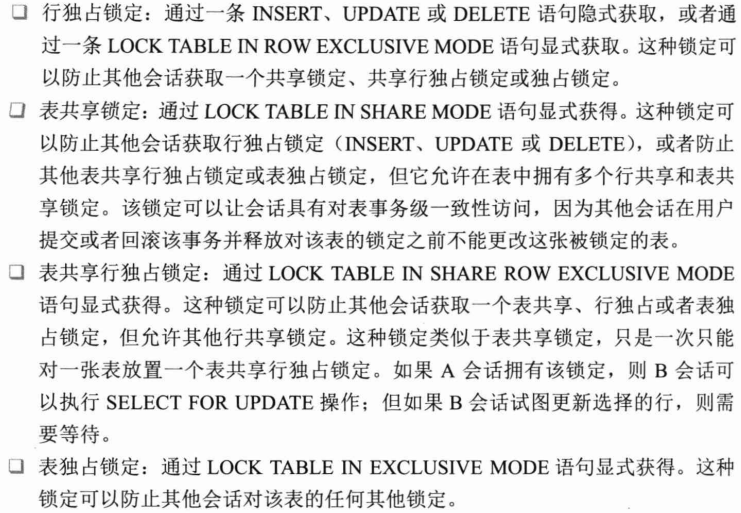 ❑ 行独占锁定：通过一条 INSERT、UPDATE 或 DELETE 语句隐式获取，或者通
过一条 LOCK TABLE IN ROW EXCLUSIVE MODE 语句显式获取。这种锁定可
以防止其他会话获取一个共享锁定、共享行独占锁定或独占锁定。
❑ 表共享锁定：通过 LOCK TABLE IN SHARE MODE 语句显式获得。这种锁定可
以防止其他会话获取行独占锁定（INSERT、UPDATE 或 DELETE），或者防止
其他表共享行独占锁定或表独占锁定，但它允许在表中拥有多个行共享和表共
享锁定。该锁定可以让会话具有对表事务级一致性访问，因为其他会话在用户
提交或者回滚该事务并释放对该表的锁定之前不能更改这张被锁定的表。
❑ 表共享行独占锁定：通过 LOCK TABLE IN SHARE ROW EXCLUSIVE MODE
语句显式获得。这种锁定可以防止其他会话获取一个表共享、行独占或者表独
占锁定，但允许其他行共享锁定。这种锁定类似于表共享锁定，只是一次只能
对一张表放置一个表共享行独占锁定。如果 A 会话拥有该锁定，则 B 会话可
以执行 SELECT FOR UPDATE 操作；但如果 B 会话试图更新选择的行，则需
要等待。
❑ 表独占锁定：通过 LOCK TABLE IN EXCLUSIVE MODE 语句显式获得。这种
锁定可以防止其他会话对该表的任何其他锁定。